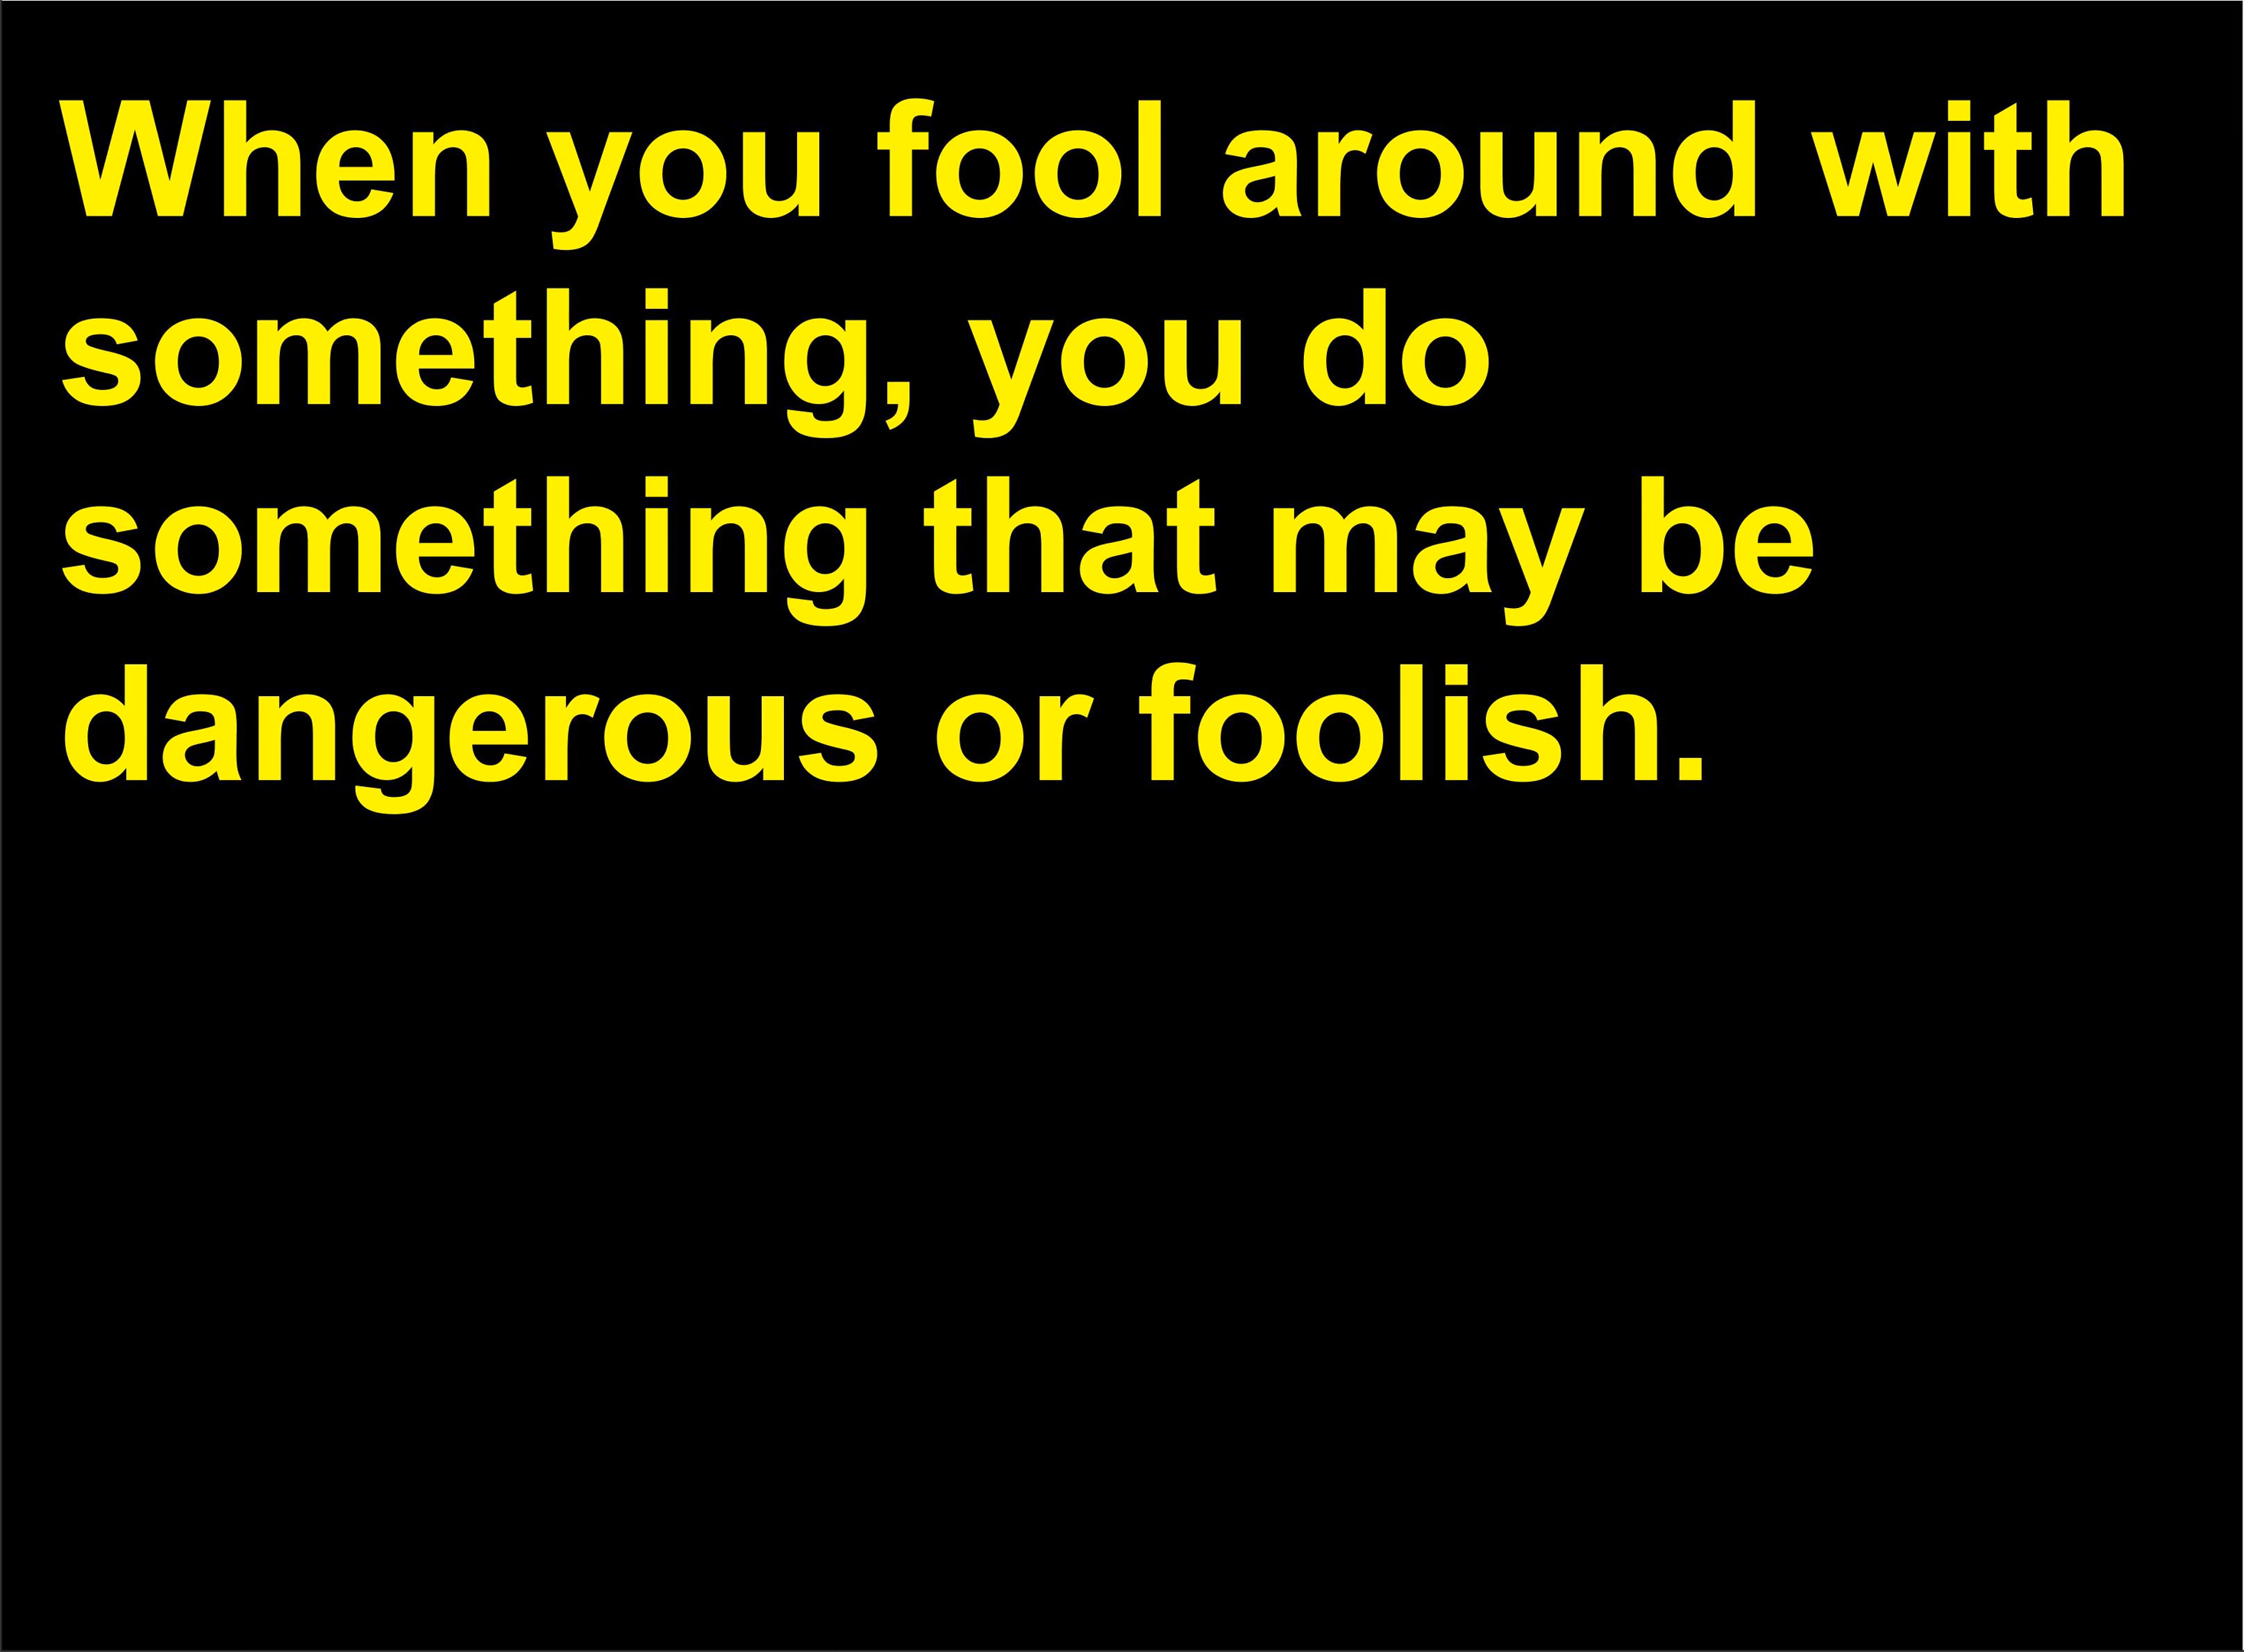 When you fool around with
something, you do
something that may be
dangerous or foolish.